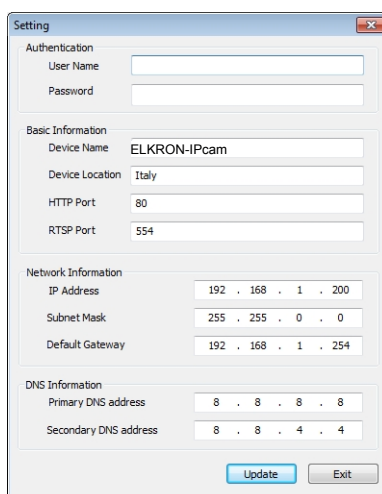 Setting
Authentication
User Name
Password
Basic Information
Device Name ELKRON-IPcam
Device Location Italy
HTTP Port 80
RTSP Port 554
Network Information
IP Address 192 . 168 . 1 . 200
Subnet Mask 255 . 255 . 0 . 0
Default Gateway 192 . 168 . 1 . 254
DNS Information
Primary DNS address 8 . 8 . 8 . 8
Secondary DNS address 8 . 8 . 4 . 4
Update Exit